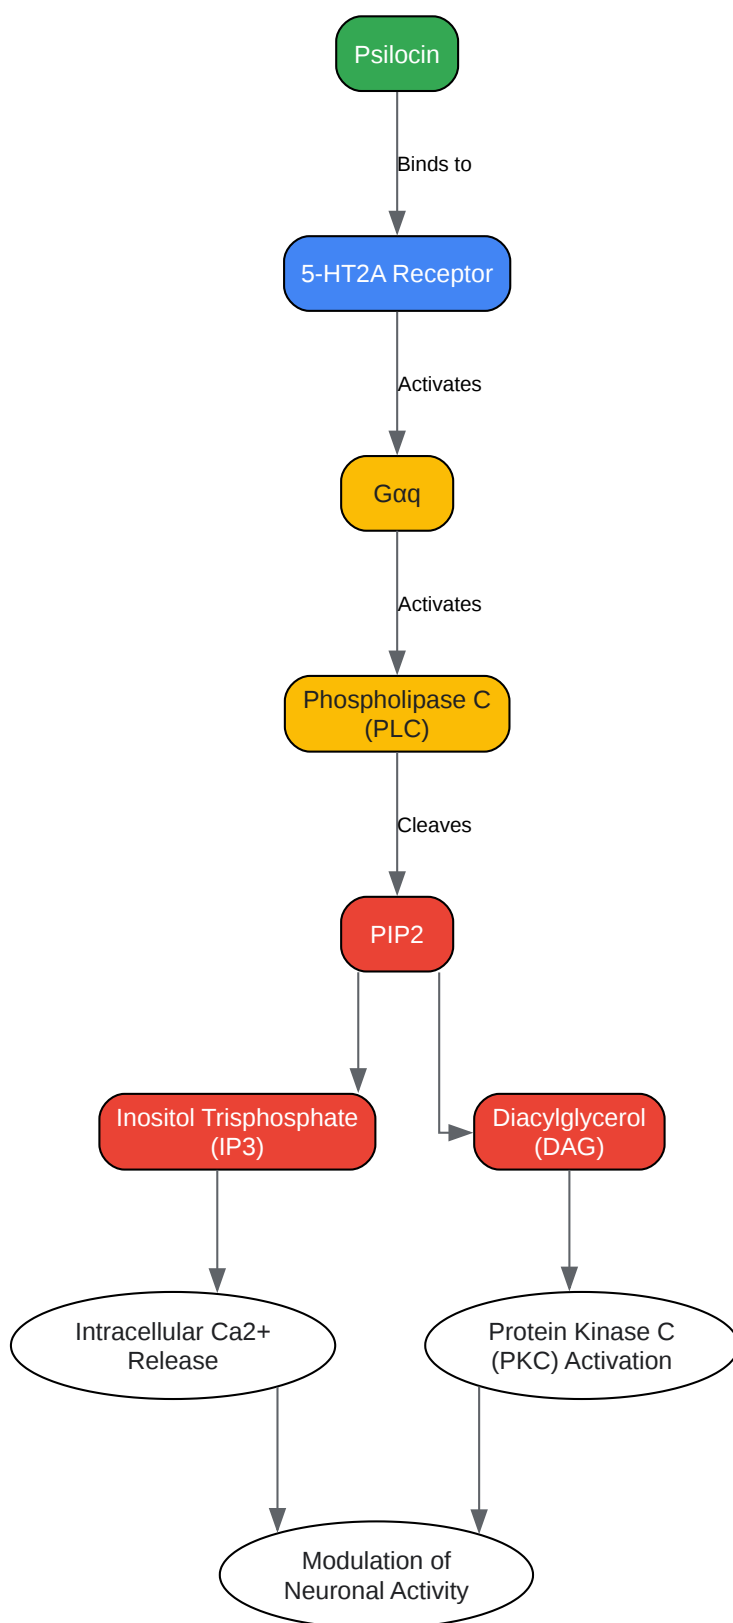 Psilocin
Binds to
5-HT2A Receptor
Activates
Gαq
Activates
Phospholipase C
(PLC)
Cleaves
PIP2
Inositol Trisphosphate
(IP3)
Diacylglycerol
(DAG)
Intracellular Ca2+
Release
Protein Kinase C
(PKC) Activation
Modulation of
Neuronal Activity